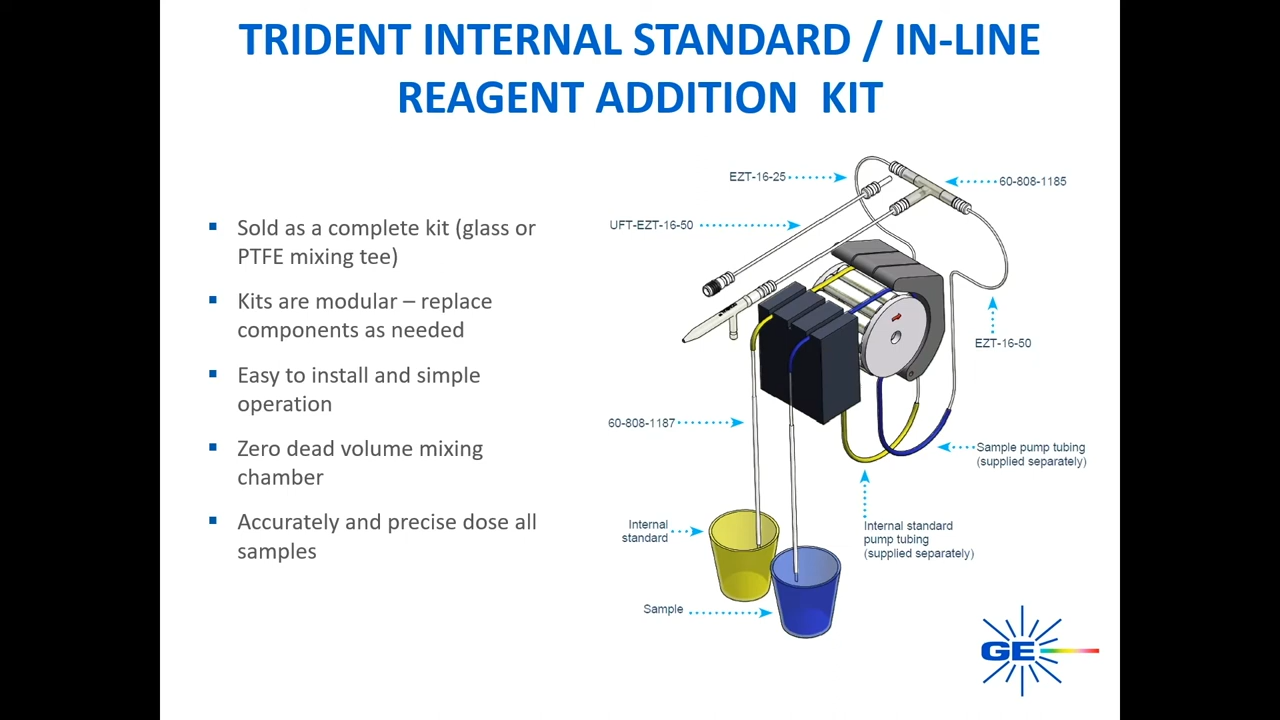 TRIDENT INTERNAL STANDARD / IN-LINE
REAGENT ADDITION KIT
Sold as a complete kit (glass or
PTFE mixing tee)
Kits are modular – replace
components as needed
Easy to install and simple
operation
Zero dead volume mixing
chamber
Accurately and precise dose all
samples
EZT-16-25
60-808-1185
UFT-EZT-16-50
EZT-16-50
60-808-1187
Sample pump tubing
(supplied separately)
Internal
standard
Internal standard
pump tubing
(supplied separately)
Sample
GE